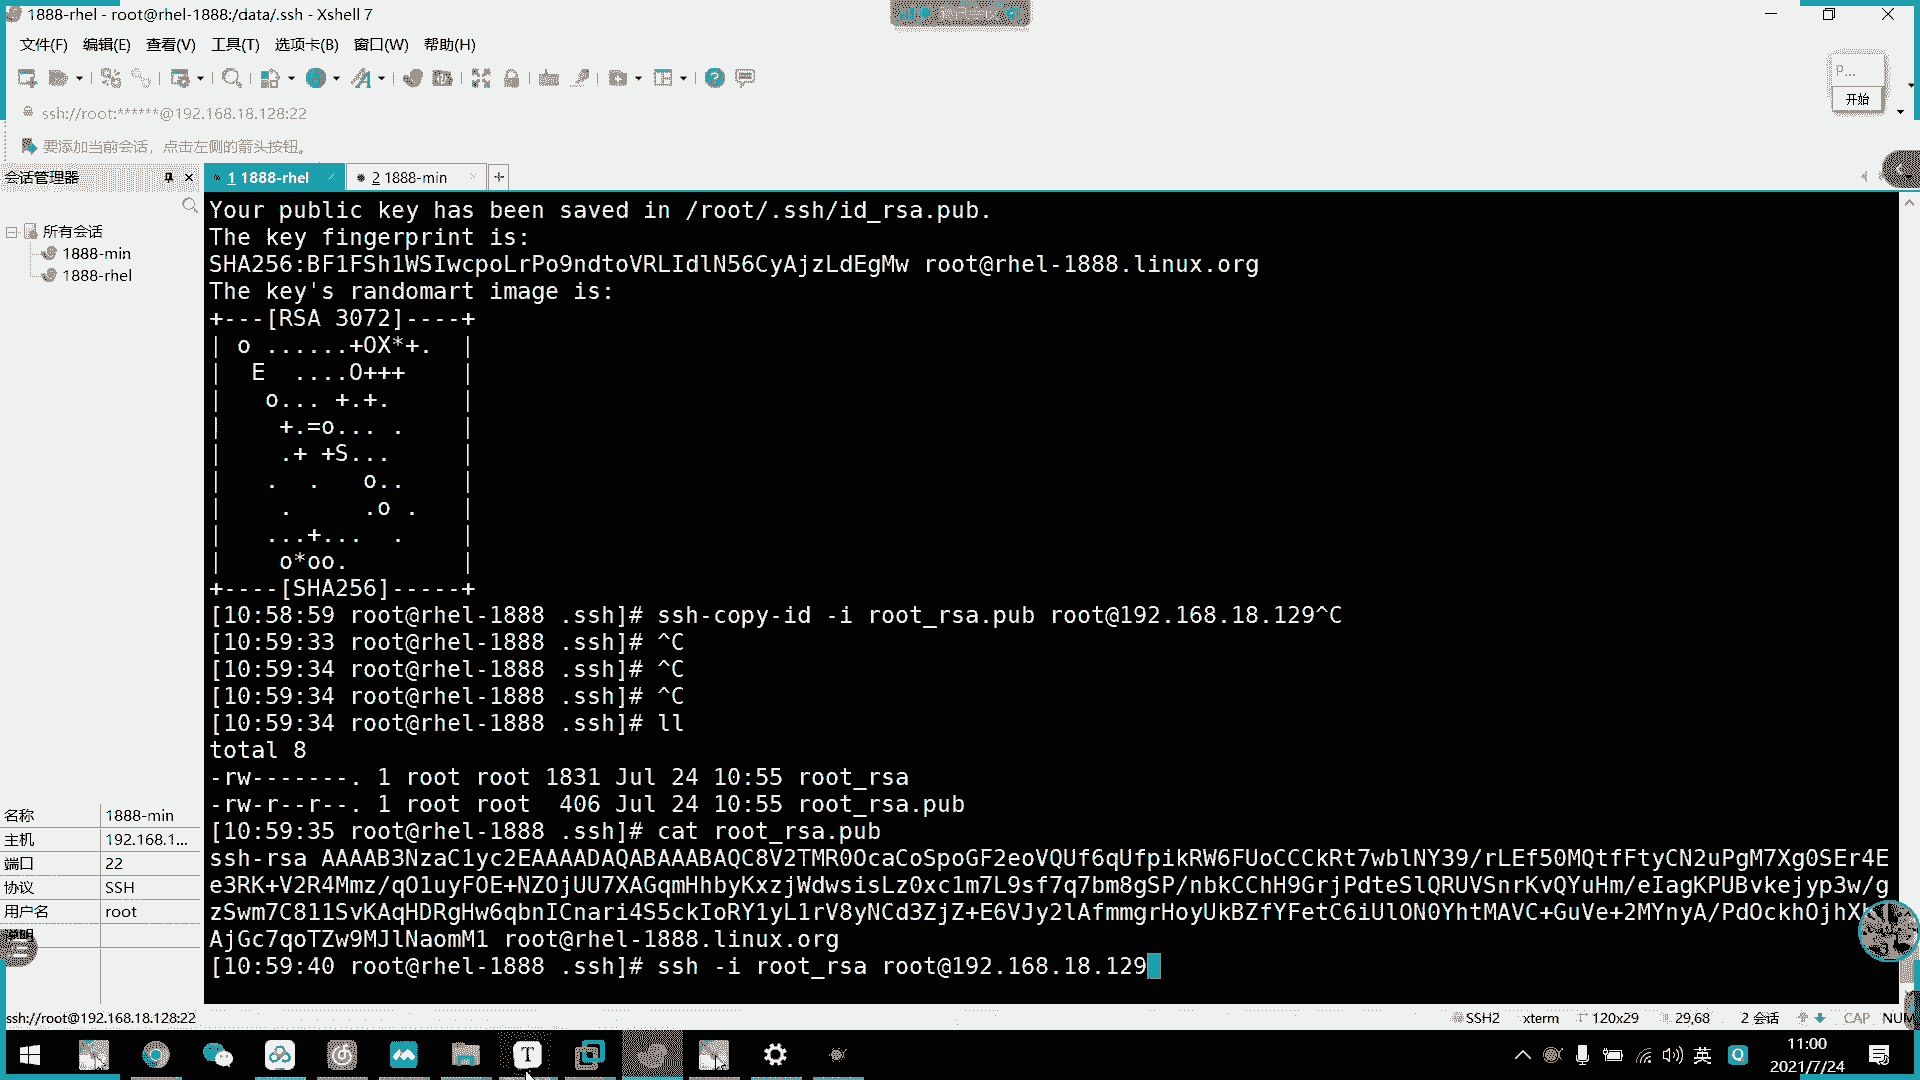 1888-rhel - root@rhel-1888:/data/.ssh - Xshell 7
文件(F) 编辑(E) 查看(V) 工具(T) 选项卡(B) 窗口(W) 帮助(H)
P...
开始
ssh://root:******@192.168.18.128:22
要添加当前会话，点击左侧的箭头按钮。
会话管理器
1 1888-rhel
2 1888-min
所有会话
1888-min
1888-rhel
Your public key has been saved in /root/.ssh/id_rsa.pub.
The key fingerprint is:
SHA256:BF1FSh1WSIwcpoLrPo9ndtoVRLIdlN56CyAjzLdEgMw root@rhel-1888.linux.org
The key's randomart image is:
+---[RSA 3072]----+
| o ......+OX*+.  |
|  E  ....O+++    |
|   o... +.+.     |
|    +.=o... .    |
|    .+ +S...     |
|   .  .   o..    |
|    .     .o .   |
|   ...+...  .    |
|    o*oo.        |
+----[SHA256]-----+
[10:58:59 root@rhel-1888 .ssh]# ssh-copy-id -i root_rsa.pub root@192.168.18.129^C
[10:59:33 root@rhel-1888 .ssh]# ^C
[10:59:34 root@rhel-1888 .ssh]# ^C
[10:59:34 root@rhel-1888 .ssh]# ^C
[10:59:34 root@rhel-1888 .ssh]# ll
total 8
-rw-------. 1 root root 1831 Jul 24 10:55 root_rsa
-rw-r--r--. 1 root root  406 Jul 24 10:55 root_rsa.pub
[10:59:35 root@rhel-1888 .ssh]# cat root_rsa.pub
ssh-rsa AAAAB3NzaC1yc2EAAAADAQABAAABAQC8V2TMR0OcaCoSpoGF2eoVQUf6qUfpikRW6FUoCCCkRt7wblNY39/rLEf50MQtfFtyCN2uPgM7Xg0SEr4E
e3RK+V2R4Mmz/qO1uyFOE+NZOjUU7XAGqmHhbyKxzjWdwsisLz0xc1m7L9sf7q7bm8gSP/nbkCChH9GrjPdteSlQRUVSnrKvQYuHm/eIagKPUBvkejyp3w/g
zSwm7C811SvKAqHDRgHw6qbnICnari4S5ckIoRY1yL1rV8yNCd3ZjZ+E6VJy2lAfmmgrHoyUkBZfYFetC6iUlON0YhtMAVC+GuVe+2MYnyA/PdOckhOjhX
AjGc7qoTZw9MJlNaomM1 root@rhel-1888.linux.org
[10:59:40 root@rhel-1888 .ssh]# ssh -i root_rsa root@192.168.18.129
名称 1888-min
主机 192.168.1...
端口 22
协议 SSH
用户名 root
说明
ssh://root@192.168.18.128:22
SSH2 xterm 120x29 29,68 2 会话 CAP NUM
英
11:00
2021/7/24